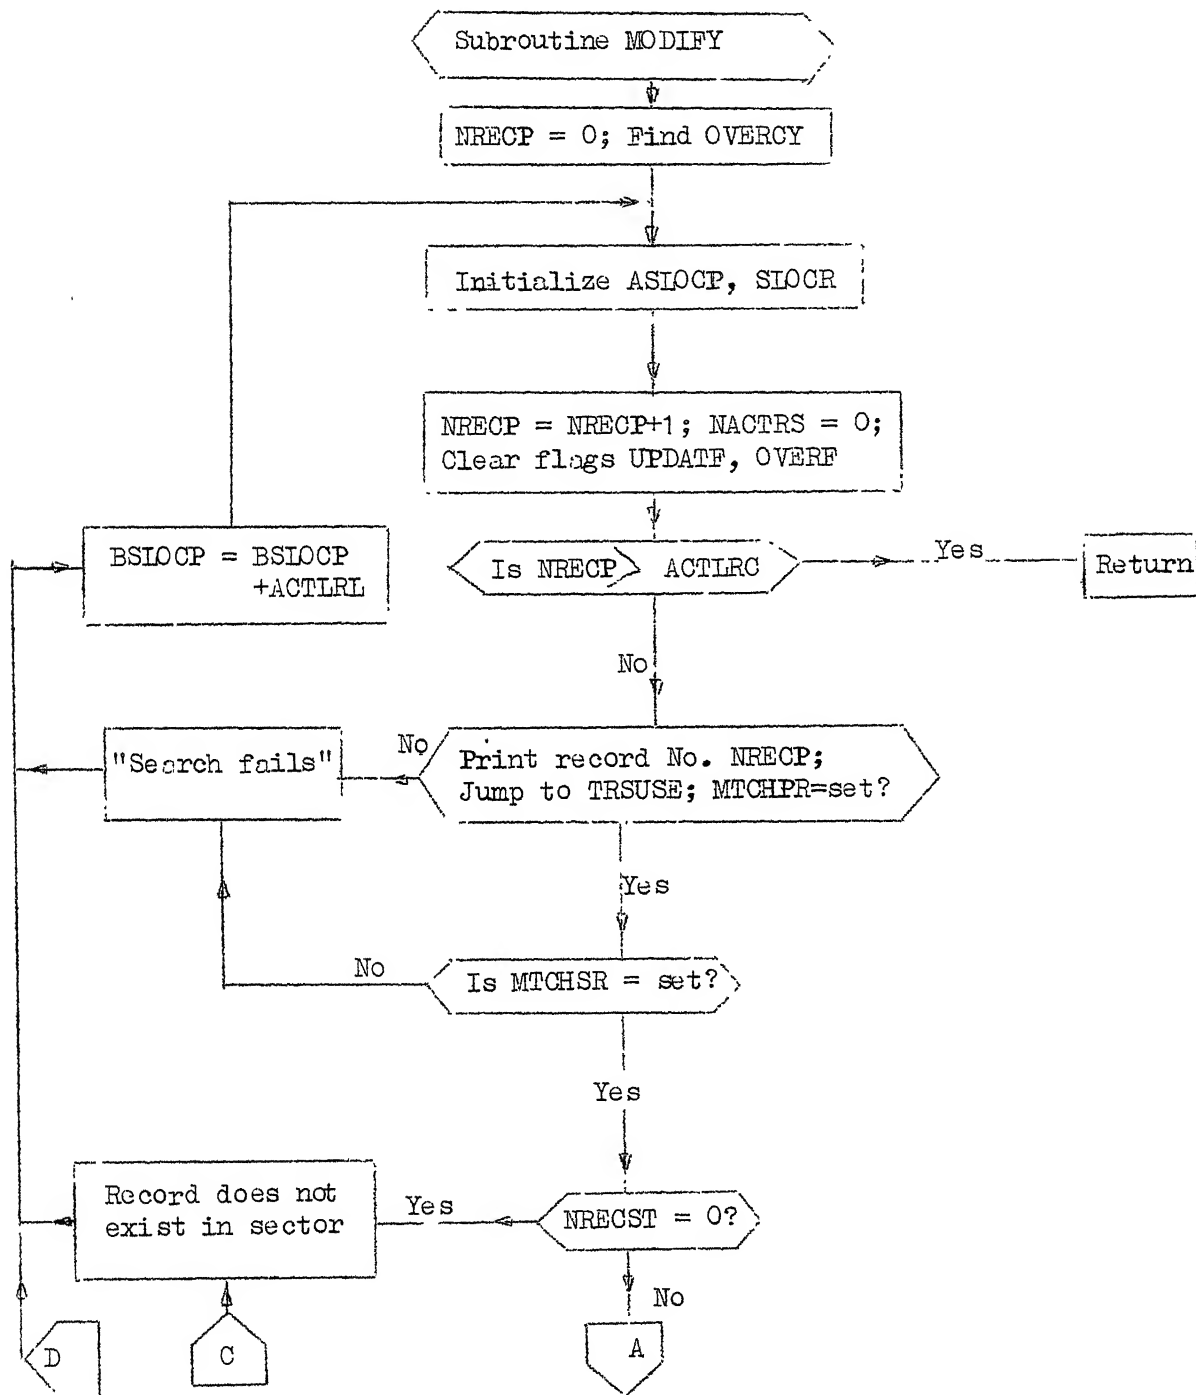 Subroutine MODIFY
NRECP = 0; Find OVERCY
Initialize ASLOCP, SLOCR
NRECP = NRECP+1; NACTRS = 0;
Clear flags UPDATF, OVERF
BSLOCP = BSLOCP
+ACTLRL
Is NRECP > ACTLRC
Yes
Return
No
"Search fails"
No
Print record No. NRECP;
Jump to TRSUSE; MTCHPR=set?
Yes
No
Is MTCHSR = set?
Yes
Record does not
exist in sector
Yes
NRECST = 0?
No
D
C
A